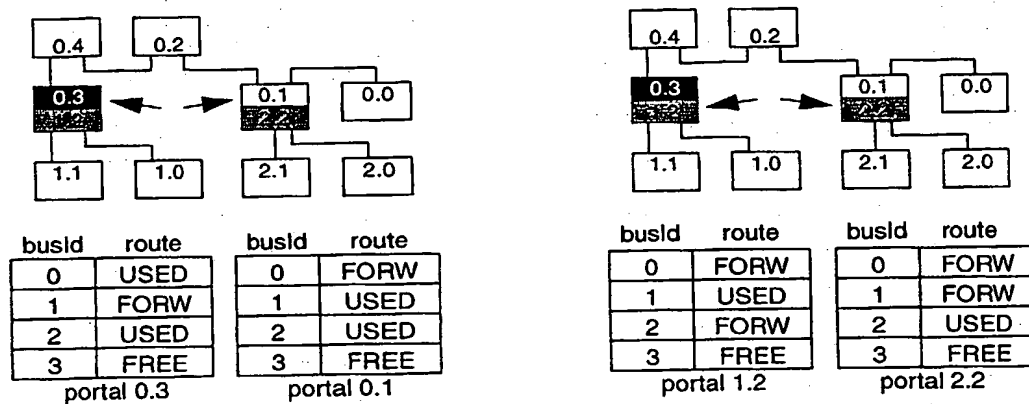 0.4 0.2
0.3 0.1 0.0
2.2
1.1 1.0 2.1 2.0
busId route busId route
0 USED 0 FORW
1 FORW 1 USED
2 USED 2 USED
3 FREE 3 FREE
portal 0.3 portal 0.1
0.4 0.2
0.3 0.1 0.0
1.1 1.0 2.1 2.0
busId route busId route
0 FORW 0 FORW
1 USED 1 FORW
2 FORW 2 USED
3 FREE 3 FREE
portal 1.2 portal 2.2